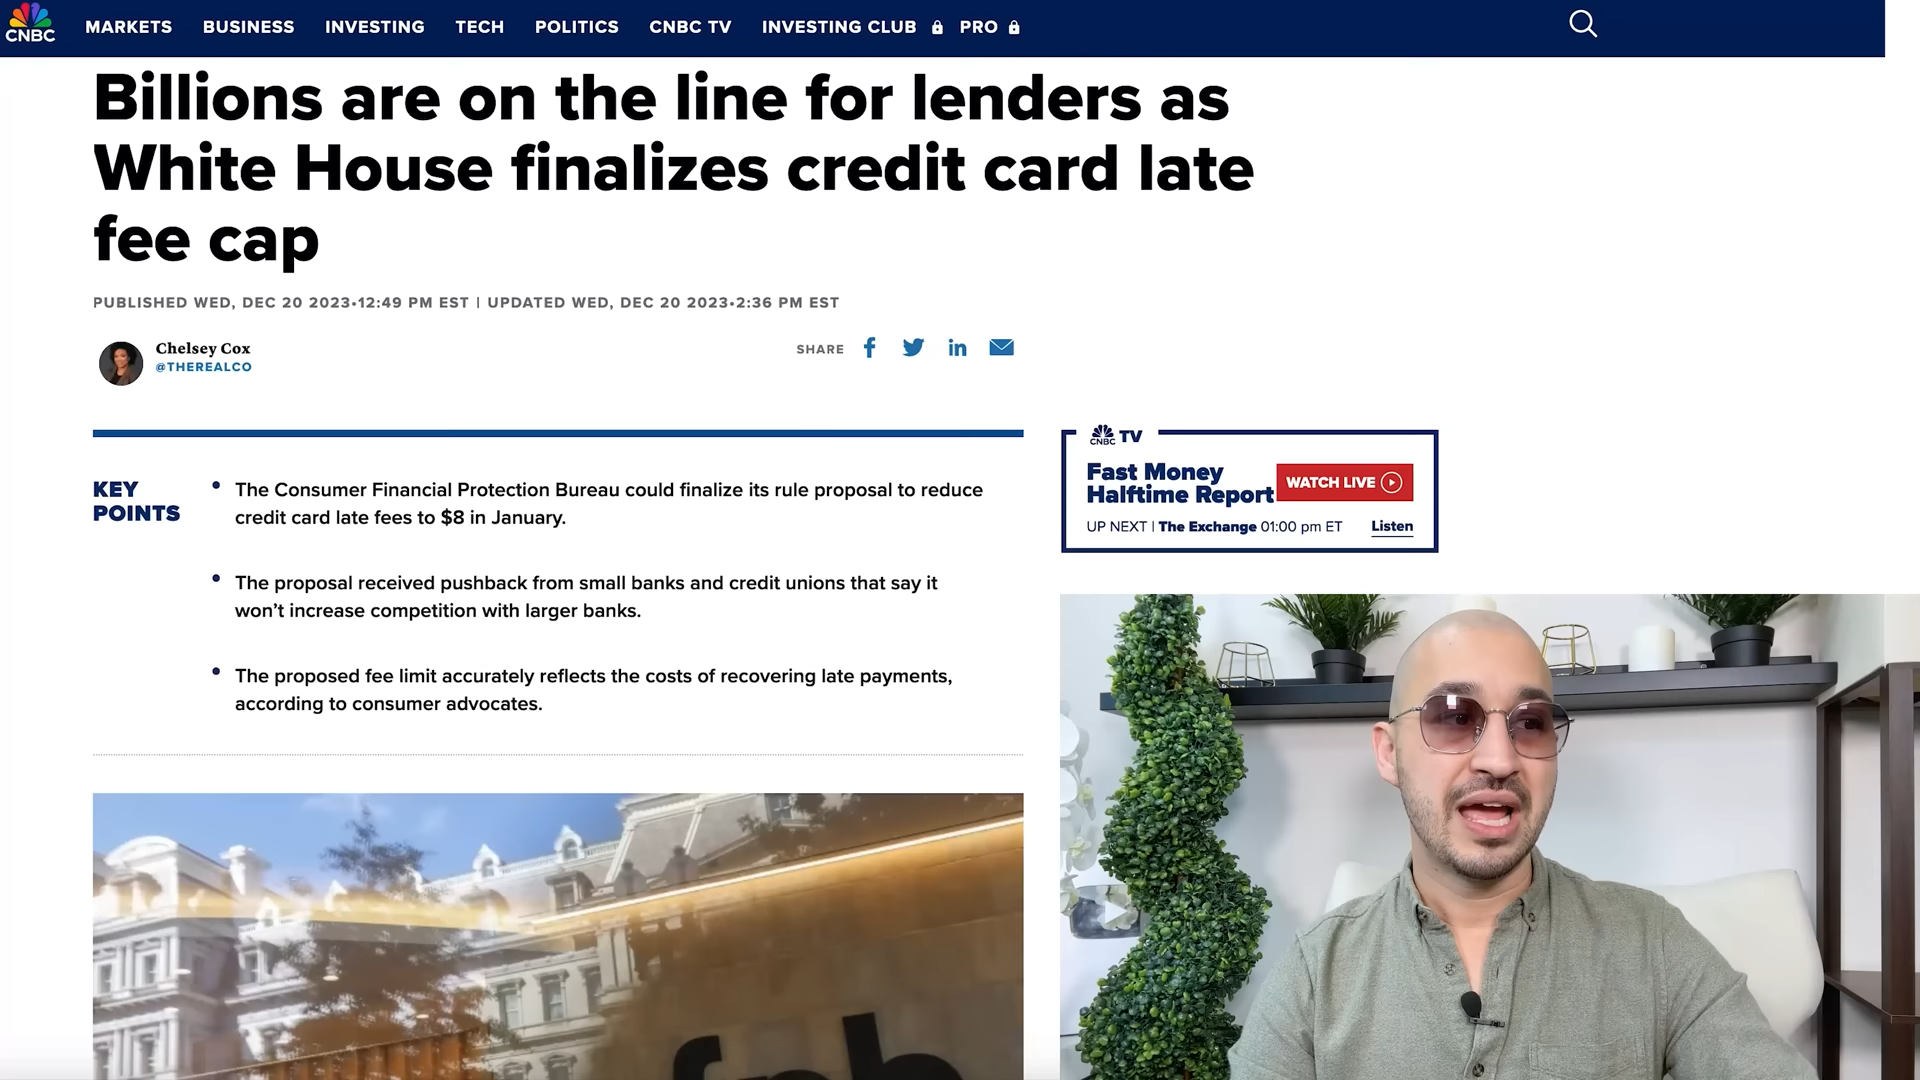 CNBC
MARKETS BUSINESS INVESTING TECH POLITICS CNBC TV INVESTING CLUB PRO
Billions are on the line for lenders as
White House finalizes credit card late
fee cap
PUBLISHED WED, DEC 20 2023•12:49 PM EST | UPDATED WED, DEC 20 2023•2:36 PM EST
Chelsey Cox
@THEREALCO
SHARE
KEY
POINTS
• The Consumer Financial Protection Bureau could finalize its rule proposal to reduce
credit card late fees to $8 in January.
• The proposal received pushback from small banks and credit unions that say it
won’t increase competition with larger banks.
• The proposed fee limit accurately reflects the costs of recovering late payments,
according to consumer advocates.
CNBC TV
Fast Money
Halftime Report
WATCH LIVE
UP NEXT | The Exchange 01:00 pm ET
Listen